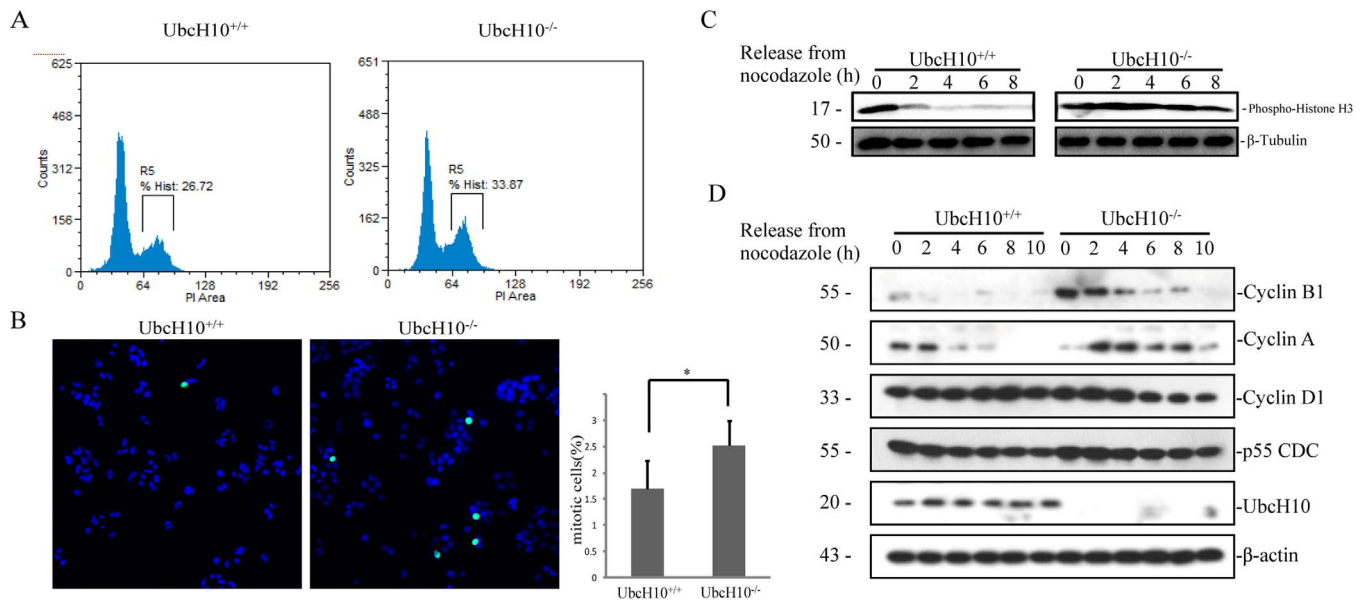 A
UbcH10+/+
UbcH10-/-
625
468
312
156
0
Counts
R5
% Hist: 26.72
0 64 128 192 256
PI Area
651
488
325
162
0
Counts
R5
% Hist: 33.87
0 64 128 192 256
PI Area
B
UbcH10+/+
UbcH10-/-
*
mitotic cells(%)
3
2.5
2
1.5
1
0.5
0
UbcH10+/+ UbcH10-/-
C
Release from
nocodazole (h)
UbcH10+/+
UbcH10-/-
0 2 4 6 8
0 2 4 6 8
17 -
-Phospho-Histone H3
50 -
-β-Tubulin
D
Release from
nocodazole (h)
UbcH10+/+
UbcH10-/-
0 2 4 6 8 10 0 2 4 6 8 10
55 -
-Cyclin B1
50 -
-Cyclin A
33 -
-Cyclin D1
55 -
-p55 CDC
20 -
-UbcH10
43 -
-β-actin